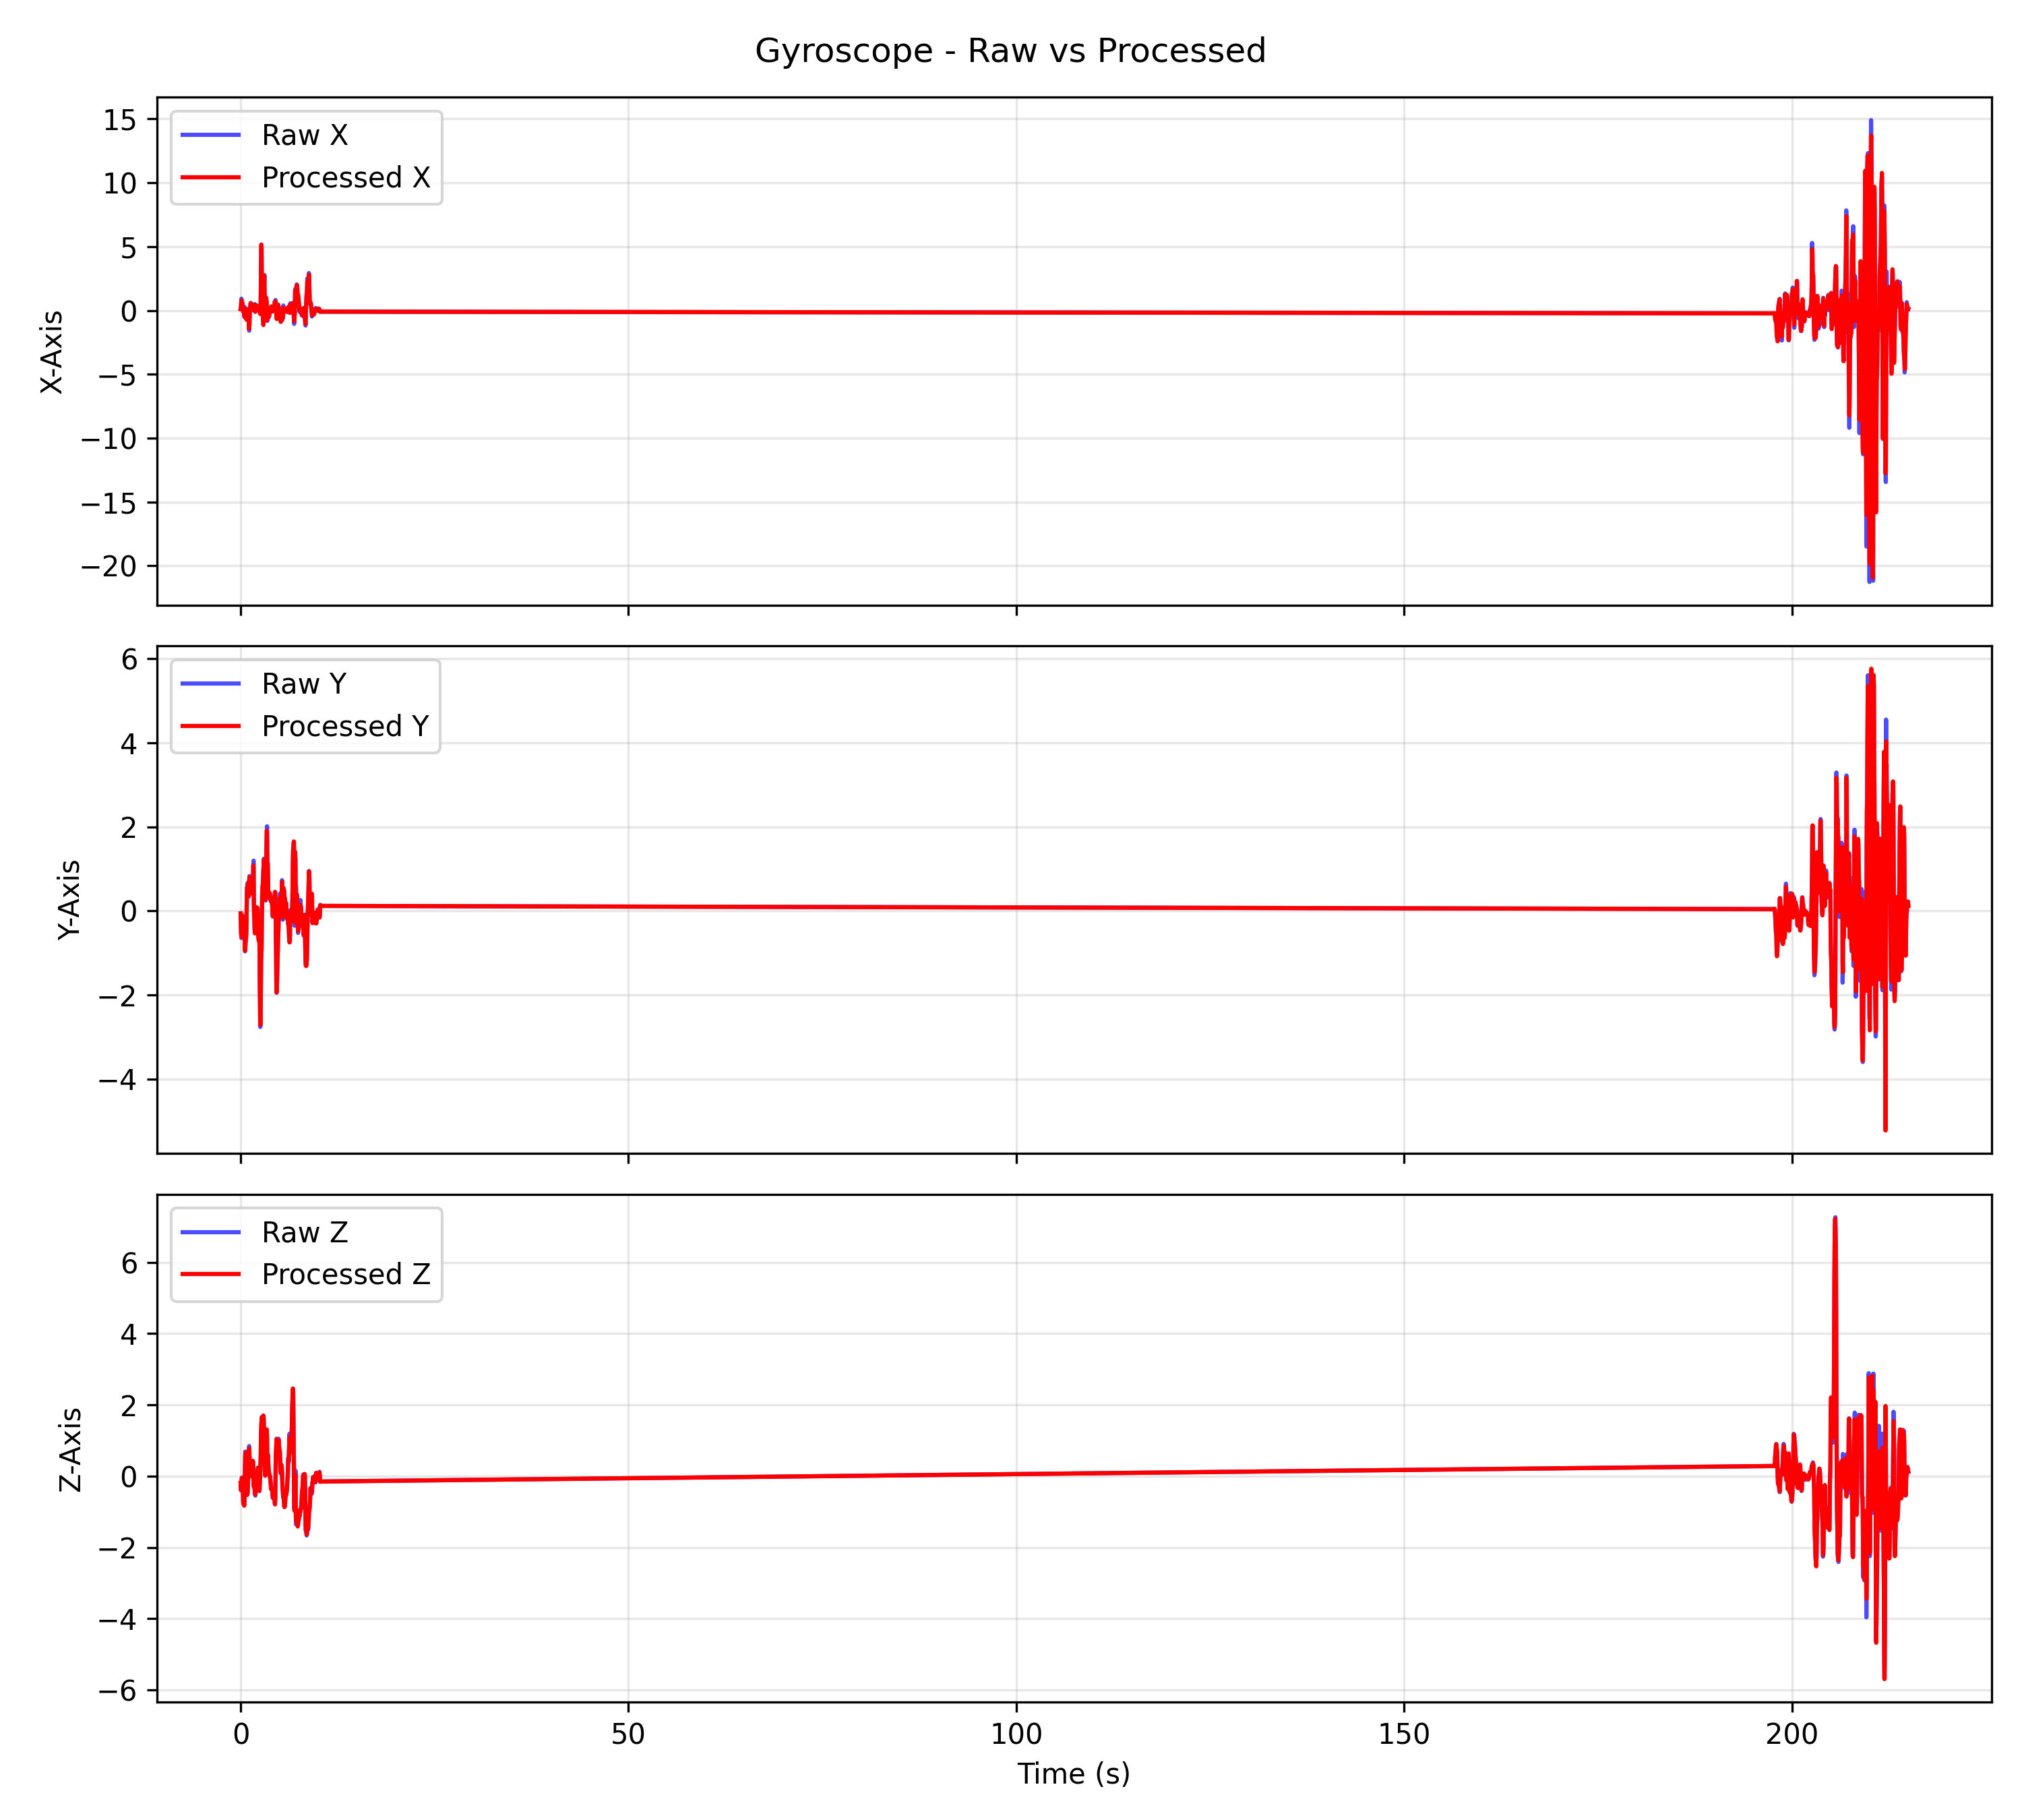 Gyroscope - Raw vs Processed
15
10
5
0
−5
−10
−15
−20
X-Axis
Raw X
Processed X
6
4
2
0
−2
−4
Y-Axis
Raw Y
Processed Y
6
4
2
0
−2
−4
−6
Z-Axis
Raw Z
Processed Z
0 50 100 150 200
Time (s)